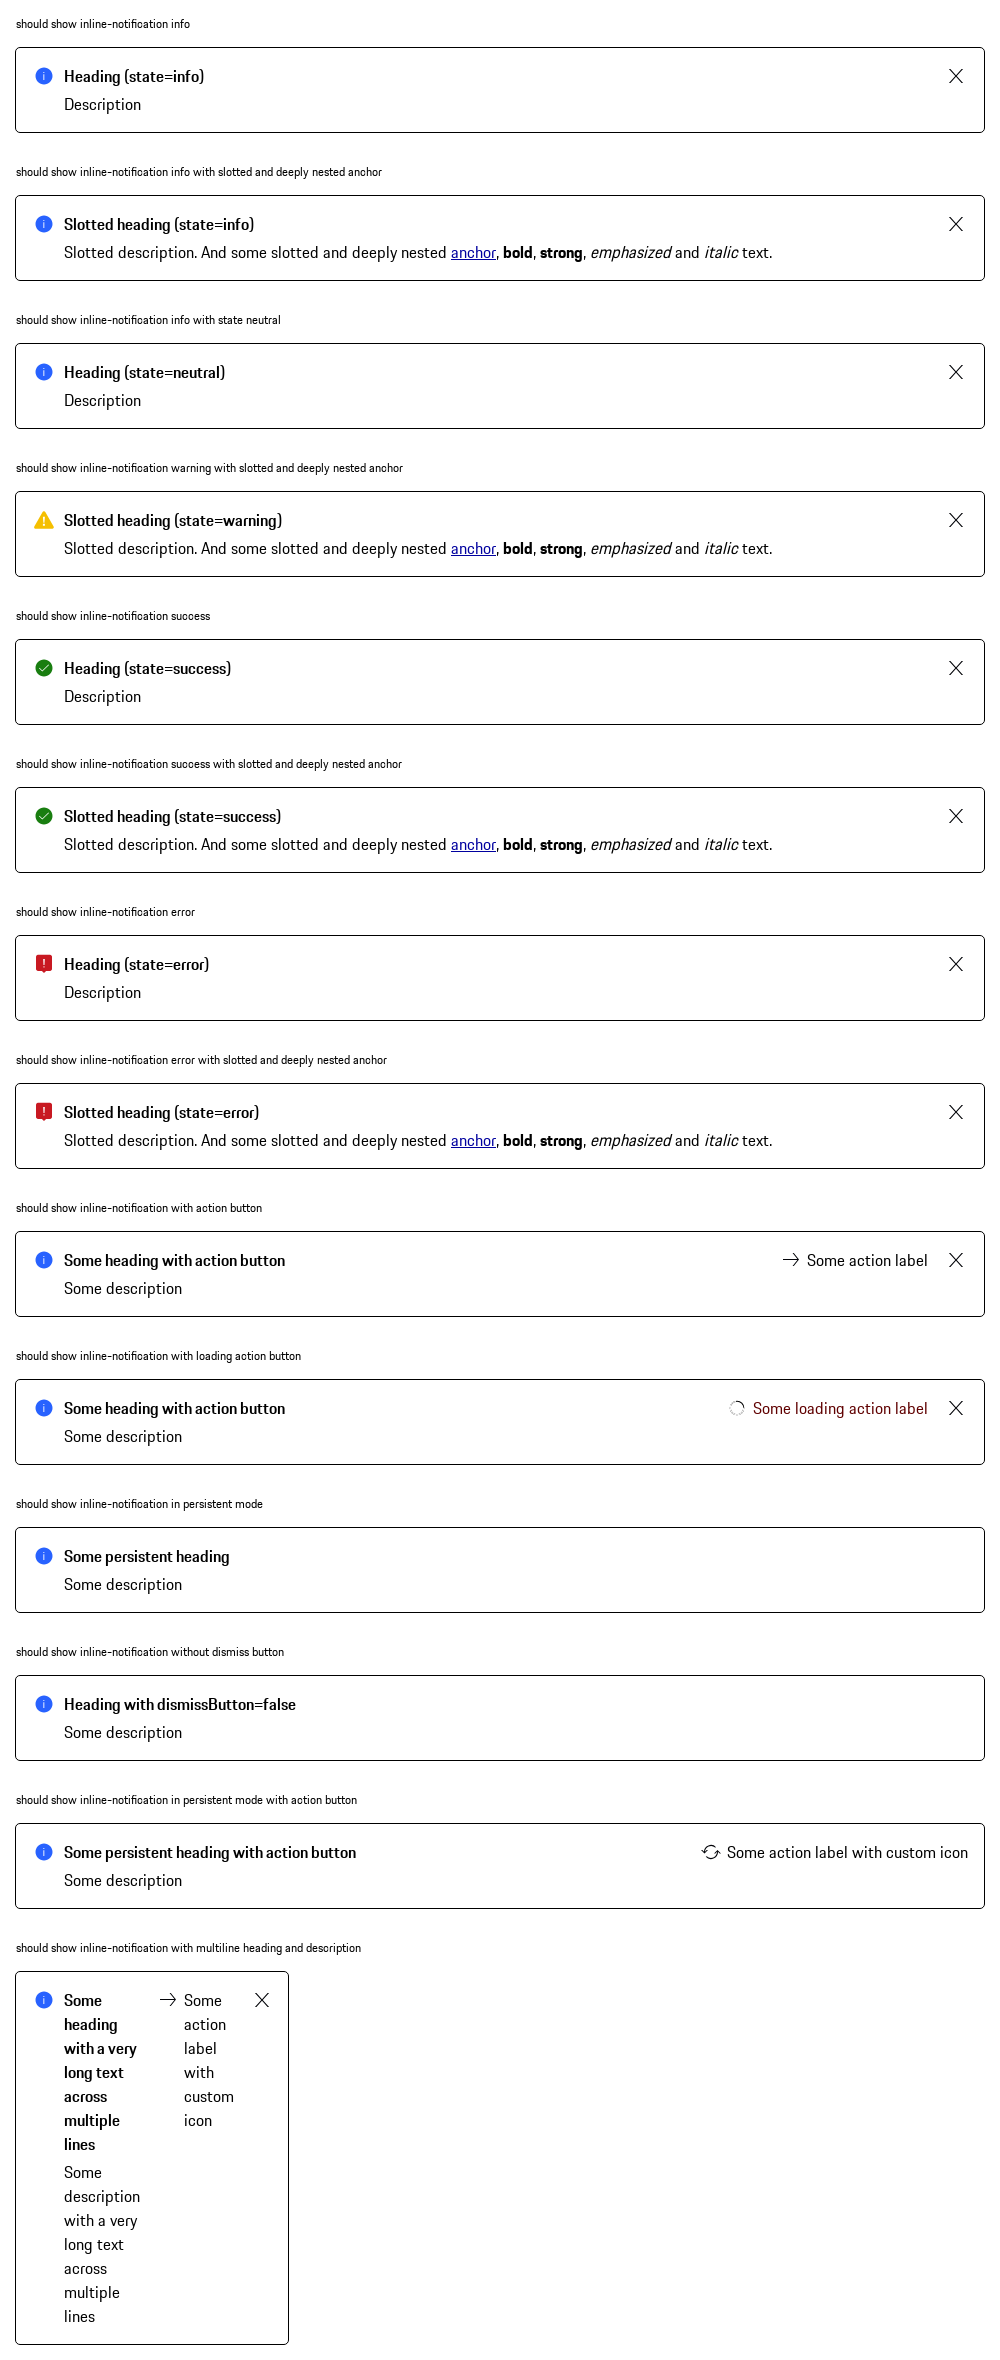 should show inline-notification info
Heading (state=info)
Description
should show inline-notification info with slotted and deeply nested anchor
Slotted heading (state=info)
Slotted description. And some slotted and deeply nested anchor, bold, strong, emphasized and italic text.
should show inline-notification info with state neutral
Heading (state=neutral)
Description
should show inline-notification warning with slotted and deeply nested anchor
Slotted heading (state=warning)
Slotted description. And some slotted and deeply nested anchor, bold, strong, emphasized and italic text.
should show inline-notification success
Heading (state=success)
Description
should show inline-notification success with slotted and deeply nested anchor
Slotted heading (state=success)
Slotted description. And some slotted and deeply nested anchor, bold, strong, emphasized and italic text.
should show inline-notification error
Heading (state=error)
Description
should show inline-notification error with slotted and deeply nested anchor
Slotted heading (state=error)
Slotted description. And some slotted and deeply nested anchor, bold, strong, emphasized and italic text.
should show inline-notification with action button
Some heading with action button
Some action label
Some description
should show inline-notification with loading action button
Some heading with action button
Some loading action label
Some description
should show inline-notification in persistent mode
Some persistent heading
Some description
should show inline-notification without dismiss button
Heading with dismissButton=false
Some description
should show inline-notification in persistent mode with action button
Some persistent heading with action button
Some action label with custom icon
Some description
should show inline-notification with multiline heading and description
Some
heading
with a very
long text
across
multiple
lines
Some
description
with a very
long text
across
multiple
lines
Some
action
label
with
custom
icon